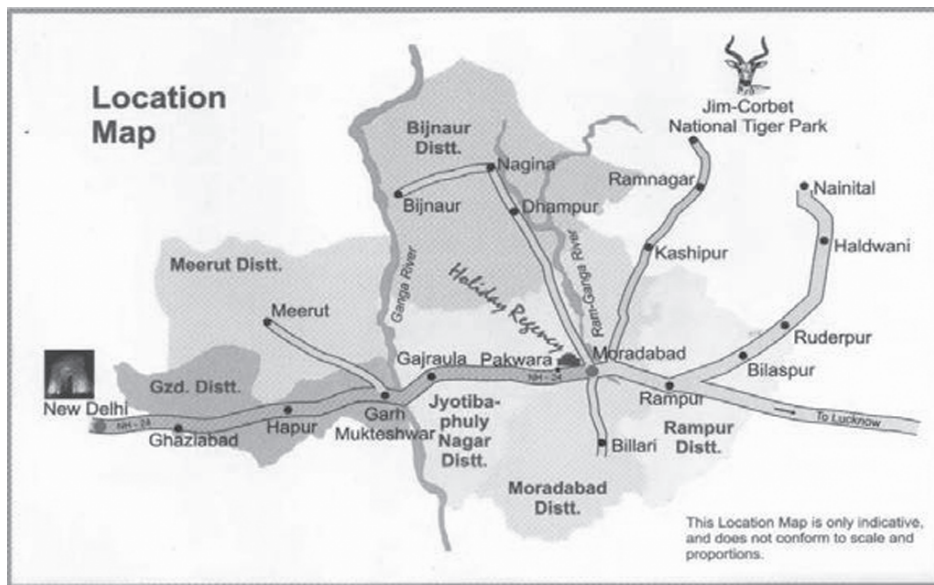 Location
Map
Jim-Corbet
National Tiger Park
Bijnaur
Distt.
Nagina
Ramnagar
Nainital
Bijnaur
Dhampur
Haldwani
Kashipur
Meerut Distt.
Ganga River
Ram-Ganga River
Holiday Regency
Meerut
Ruderpur
Gajraula
Pakwara
Moradabad
Bilaspur
Gzd. Distt.
NH - 24
New Delhi
Rampur
Garh
Mukteshwar
Jyotiba-
phuly
Nagar
Distt.
Hapur
NH - 24
Ghaziabad
To Lucknow
Rampur
Distt.
Billari
Moradabad
Distt.
This Location Map is only indicative,
and does not conform to scale and
proportions.